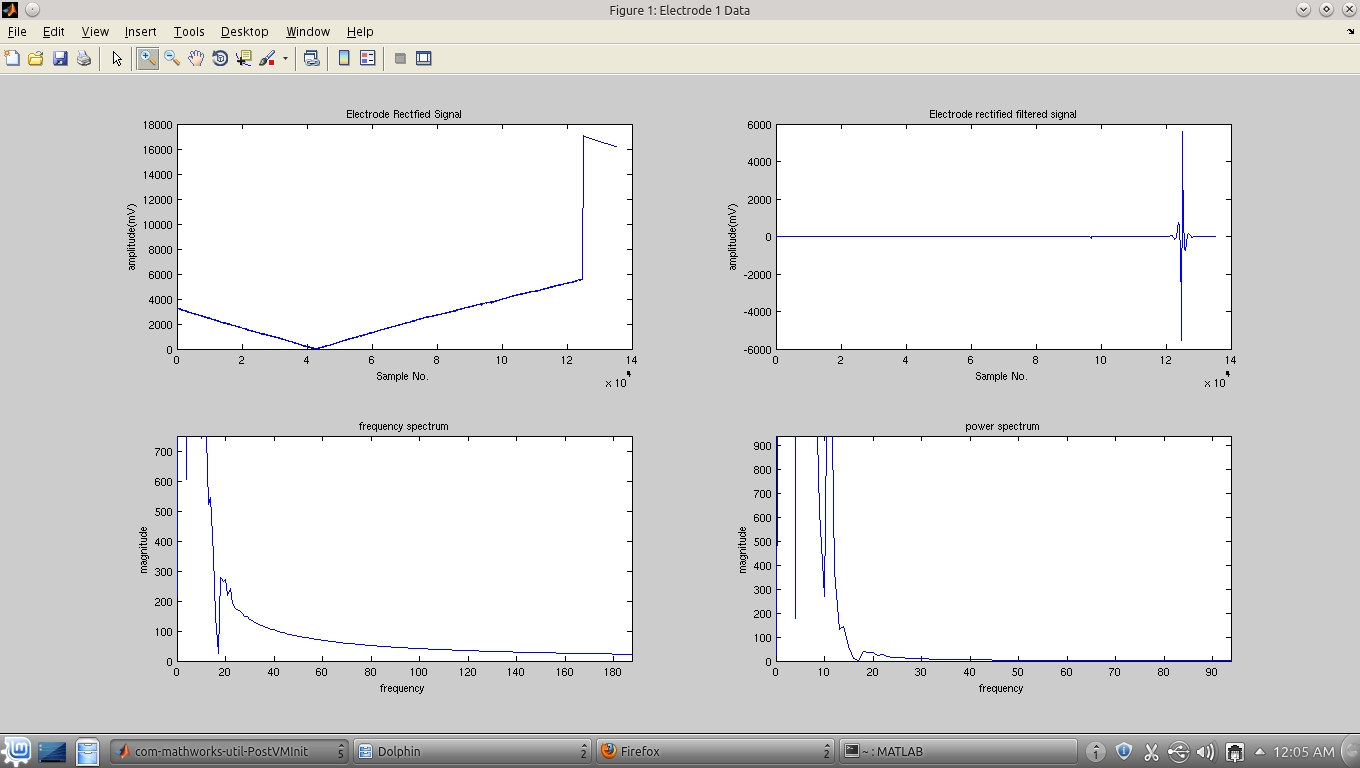 Figure 1: Electrode 1 Data
File Edit View Insert Tools Desktop Window Help
Electrode Rectfied Signal
18000
16000
14000
12000
10000
8000
6000
4000
2000
0
amplitude(mV)
0 2 4 6 8 10 12 14
Sample No.
x 10
Electrode rectified filtered signal
6000
4000
2000
0
-2000
-4000
-6000
amplitude(mV)
0 2 4 6 8 10 12 14
Sample No.
x 10
frequency spectrum
700
600
500
400
300
200
100
0
magnitude
0 20 40 60 80 100 120 140 160 180
frequency
power spectrum
900
800
700
600
500
400
300
200
100
0
magnitude
0 10 20 30 40 50 60 70 80 90
frequency
com-mathworks-util-PostVMInit 5 Dolphin 2 Firefox 2 ~ : MATLAB 1 12:05 AM